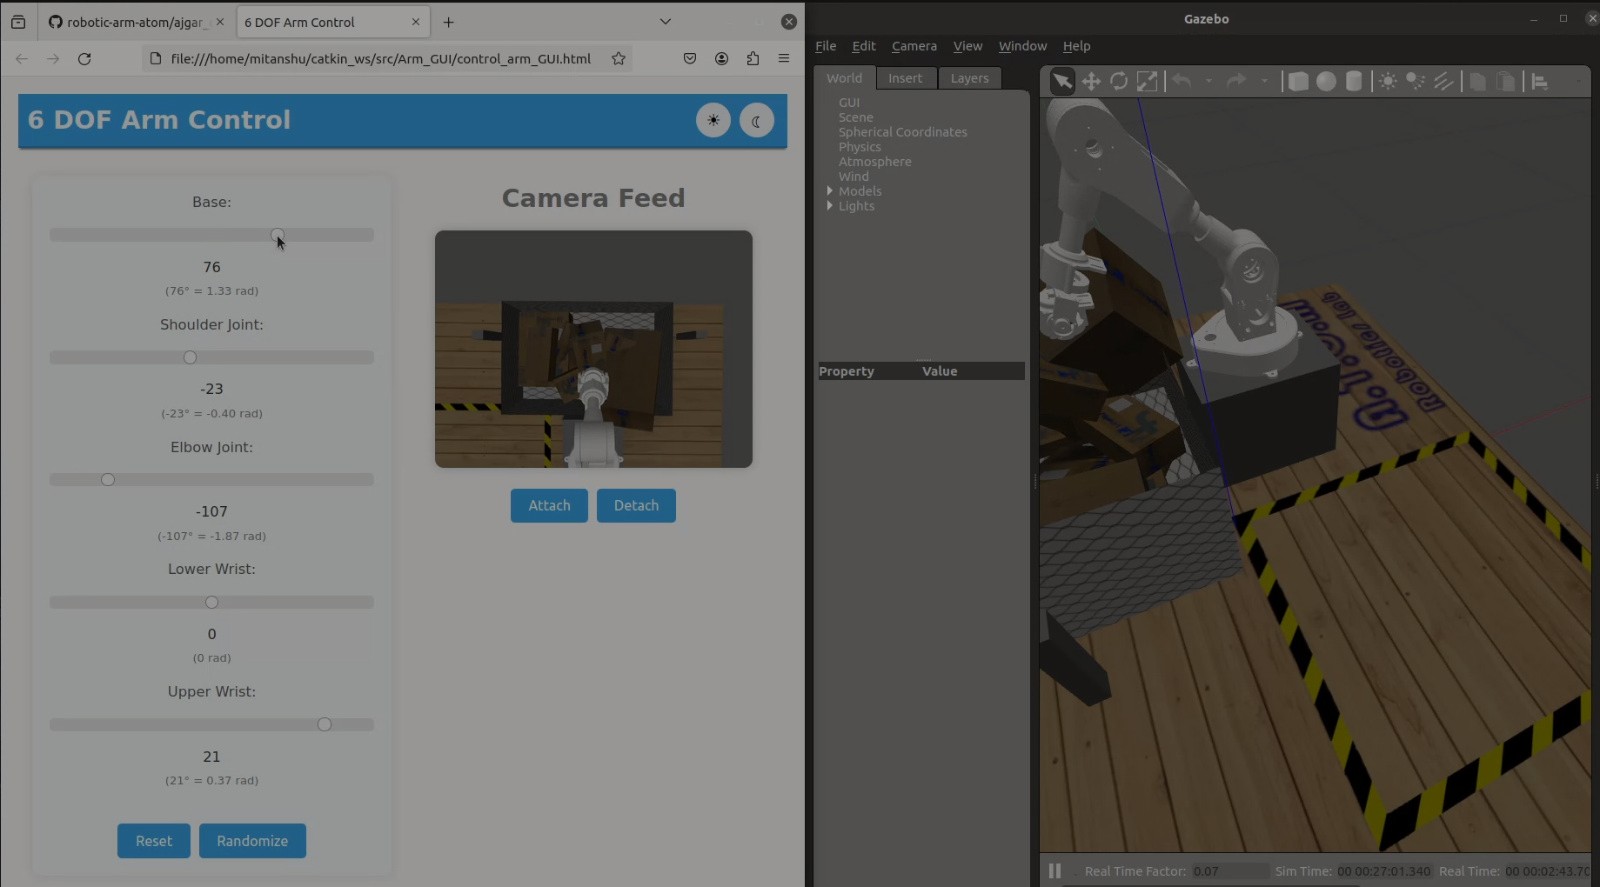 robotic-arm-atom/ajgar_
6 DOF Arm Control
file:///home/mitanshu/catkin_ws/src/Arm_GUI/control_arm_GUI.html
6 DOF Arm Control
Base:
76
(76° = 1.33 rad)
Shoulder Joint:
-23
(-23° = -0.40 rad)
Elbow Joint:
-107
(-107° = -1.87 rad)
Lower Wrist:
0
(0 rad)
Upper Wrist:
21
(21° = 0.37 rad)
Reset
Randomize
Camera Feed
Attach
Detach
Gazebo
File
Edit
Camera
View
Window
Help
World
Insert
Layers
GUI
Scene
Spherical Coordinates
Physics
Atmosphere
Wind
Models
Lights
Property
Value
Robotics lab
Real Time Factor: 0.07
Sim Time: 00 00:27:01.340
Real Time: 00 00:02:43.70